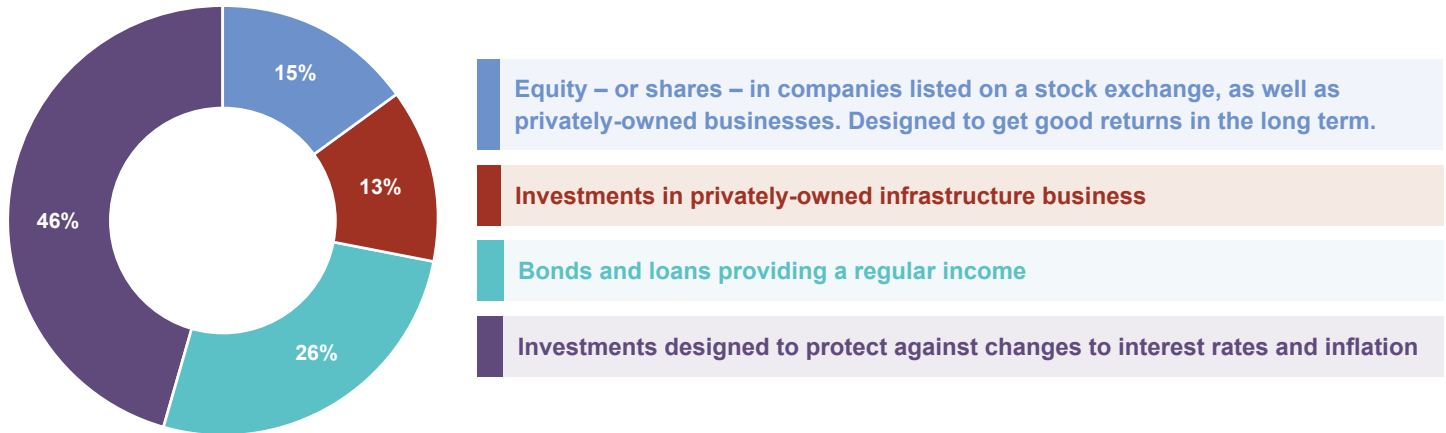 15%
13%
26%
46%
Equity – or shares – in companies listed on a stock exchange, as well as
privately-owned businesses. Designed to get good returns in the long term.
Investments in privately-owned infrastructure business
Bonds and loans providing a regular income
Investments designed to protect against changes to interest rates and inflation